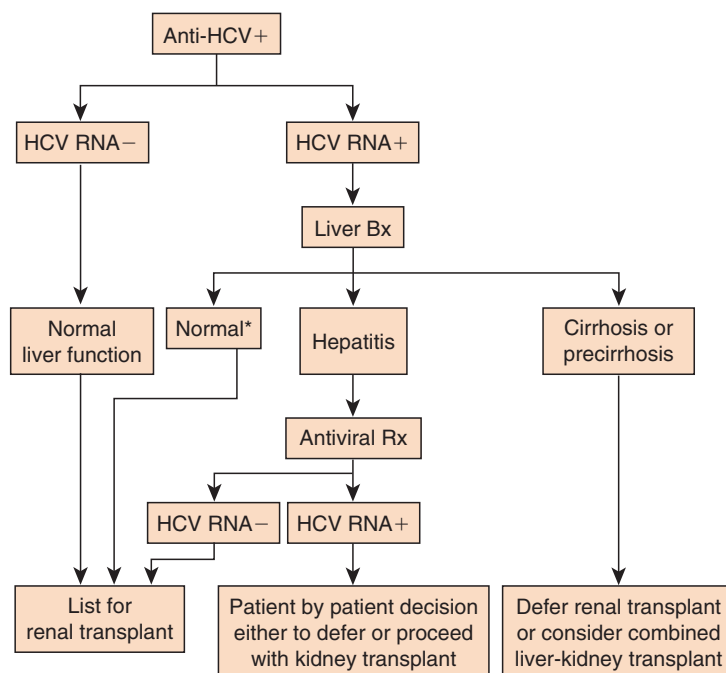 Anti-HCV+
HCV RNA−
HCV RNA+
Liver Bx
Normal
liver function
Normal*
Hepatitis
Cirrhosis or
precirrhosis
Antiviral Rx
HCV RNA−
HCV RNA+
List for
renal transplant
Patient by patient decision
either to defer or proceed
with kidney transplant
Defer renal transplant
or consider combined
liver-kidney transplant